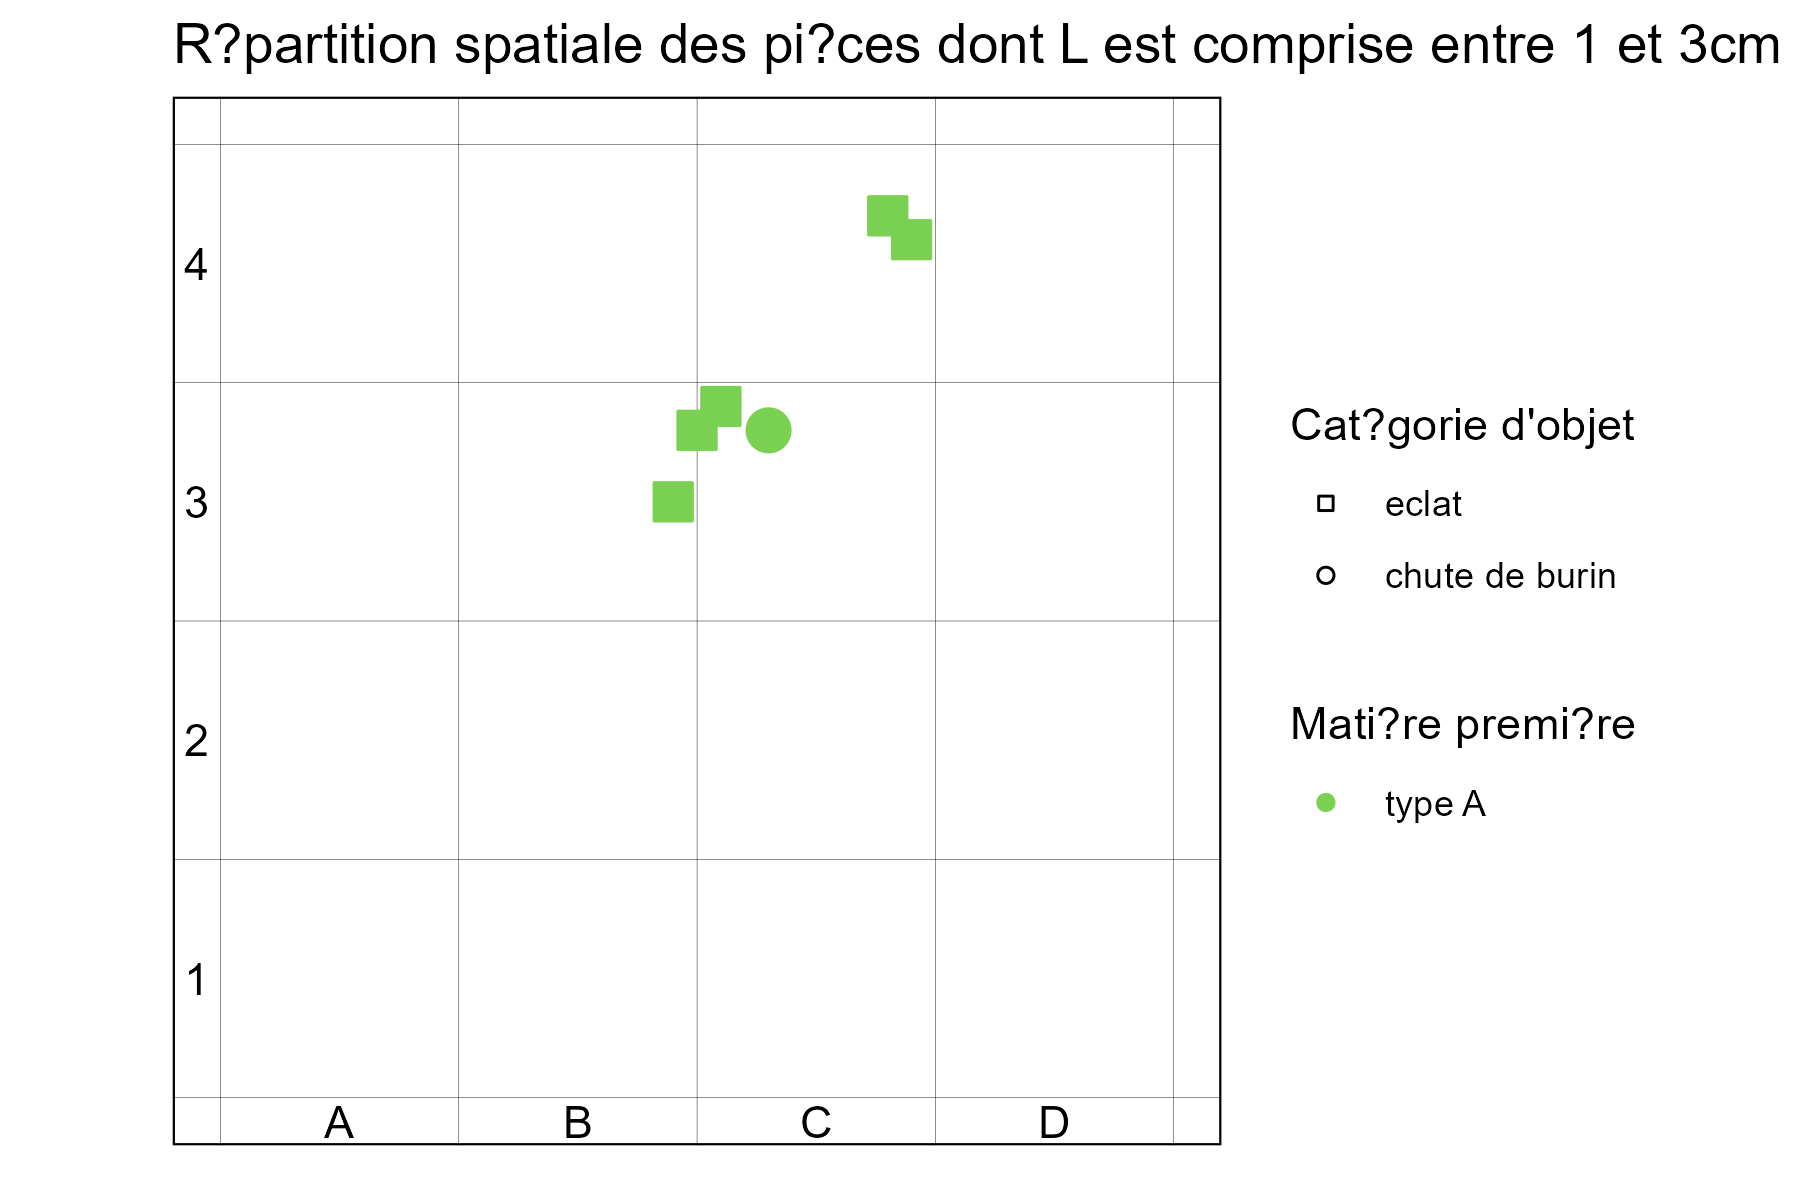 R?partition spatiale des pi?ces dont L est comprise entre 1 et 3cm
4
3
2
1
A B C D
Cat?gorie d'objet
eclat
chute de burin
Mati?re premi?re
type A